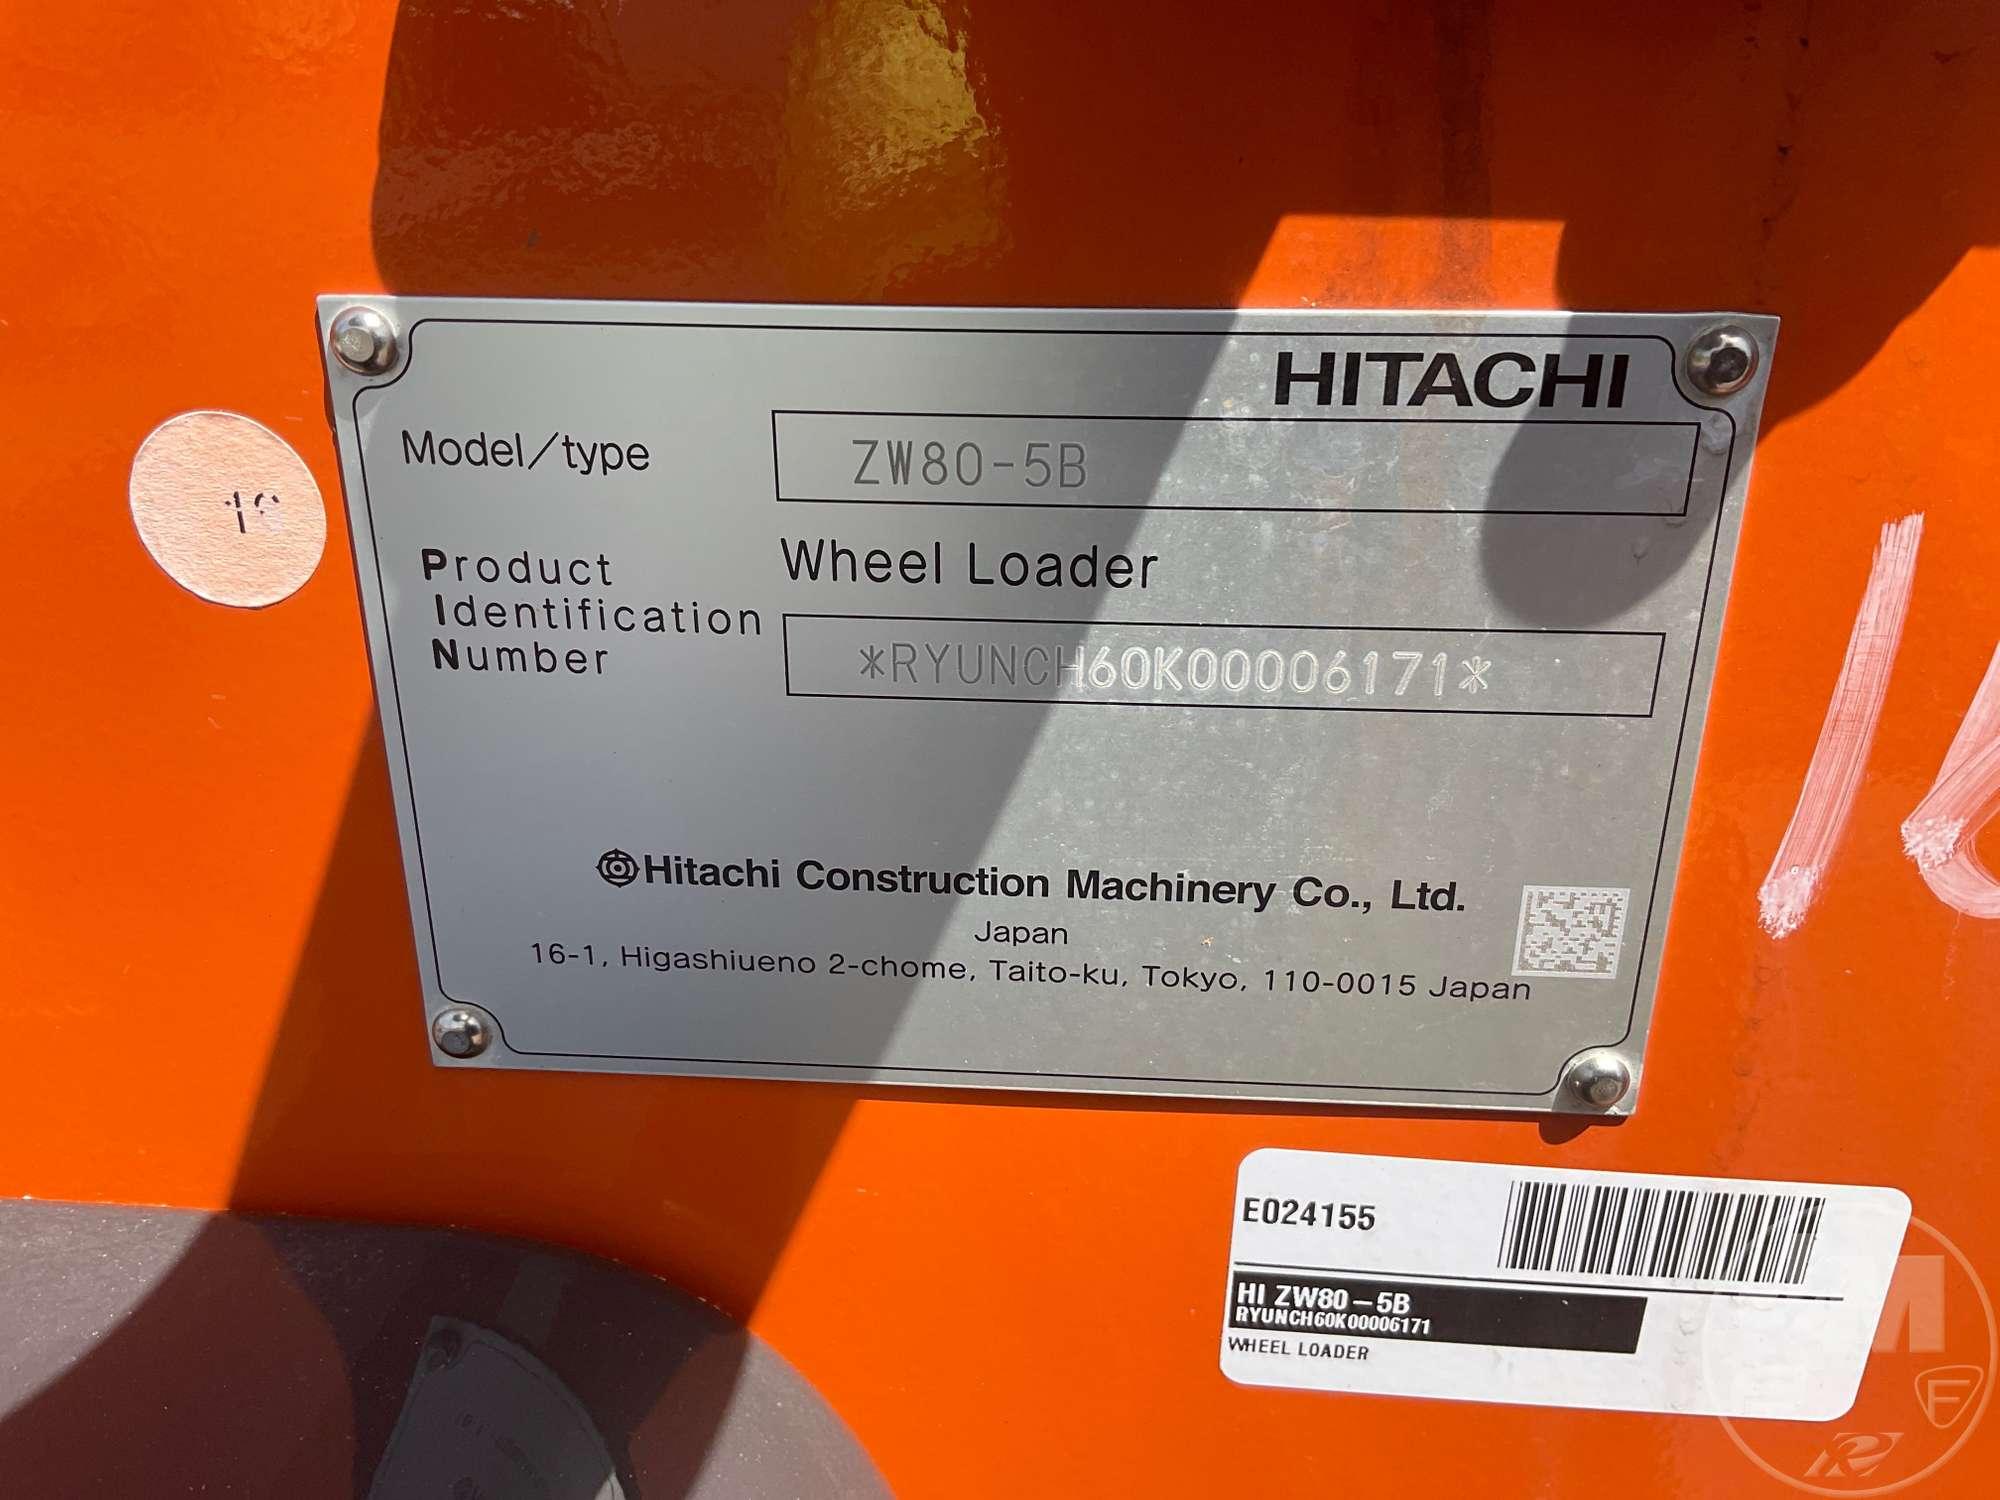 HITACHI
Model/type
ZW80-5B
Product
Identification
Number
Wheel Loader
*RYUNCH60K00006171*
Hitachi Construction Machinery Co., Ltd.
Japan
16-1, Higashiueno 2-chome, Taito-ku, Tokyo, 110-0015 Japan
E024155
HI ZW80-5B
RYUNCH60K00006171
WHEEL LOADER